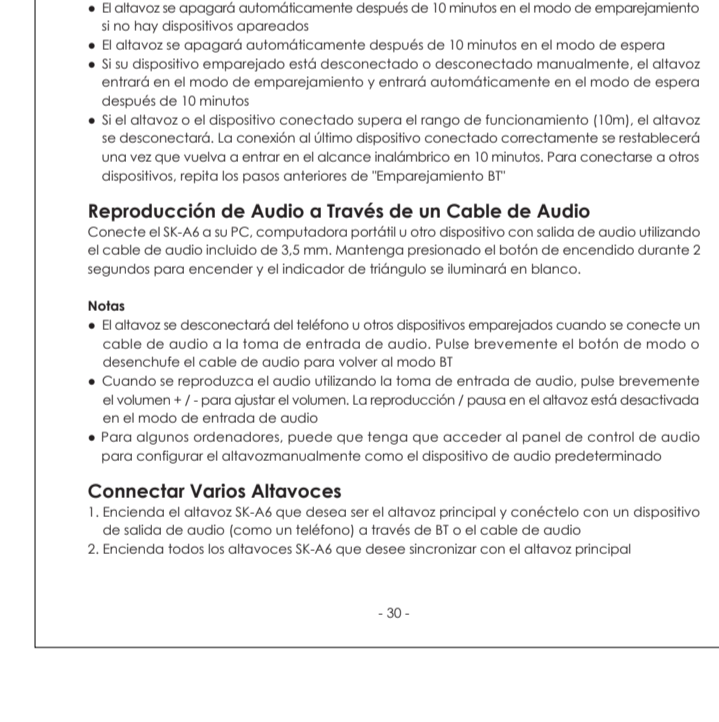 ● El altavoz se apagará automáticamente después de 10 minutos en el modo de emparejamiento
si no hay dispositivos apareados
● El altavoz se apagará automáticamente después de 10 minutos en el modo de espera
● Si su dispositivo emparejado está desconectado o desconectado manualmente, el altavoz
entrará en el modo de emparejamiento y entrará automáticamente en el modo de espera
después de 10 minutos
● Si el altavoz o el dispositivo conectado supera el rango de funcionamiento (10m), el altavoz
se desconectará. La conexión al último dispositivo conectado correctamente se restablecerá
una vez que vuelva a entrar en el alcance inalámbrico en 10 minutos. Para conectarse a otros
dispositivos, repita los pasos anteriores de "Emparejamiento BT"
Reproducción de Audio a Través de un Cable de Audio
Conecte el SK-A6 a su PC, computadora portátil u otro dispositivo con salida de audio utilizando
el cable de audio incluido de 3,5 mm. Mantenga presionado el botón de encendido durante 2
segundos para encender y el indicador de triángulo se iluminará en blanco.
Notas
● El altavoz se desconectará del teléfono u otros dispositivos emparejados cuando se conecte un
cable de audio a la toma de entrada de audio. Pulse brevemente el botón de modo o
desenchufe el cable de audio para volver al modo BT
● Cuando se reproduzca el audio utilizando la toma de entrada de audio, pulse brevemente
el volumen + / - para ajustar el volumen. La reproducción / pausa en el altavoz está desactivada
en el modo de entrada de audio
● Para algunos ordenadores, puede que tenga que acceder al panel de control de audio
para configurar el altavozmanualmente como el dispositivo de audio predeterminado
Connectar Varios Altavoces
1. Encienda el altavoz SK-A6 que desea ser el altavoz principal y conéctelo con un dispositivo
de salida de audio (como un teléfono) a través de BT o el cable de audio
2. Encienda todos los altavoces SK-A6 que desee sincronizar con el altavoz principal
- 30 -